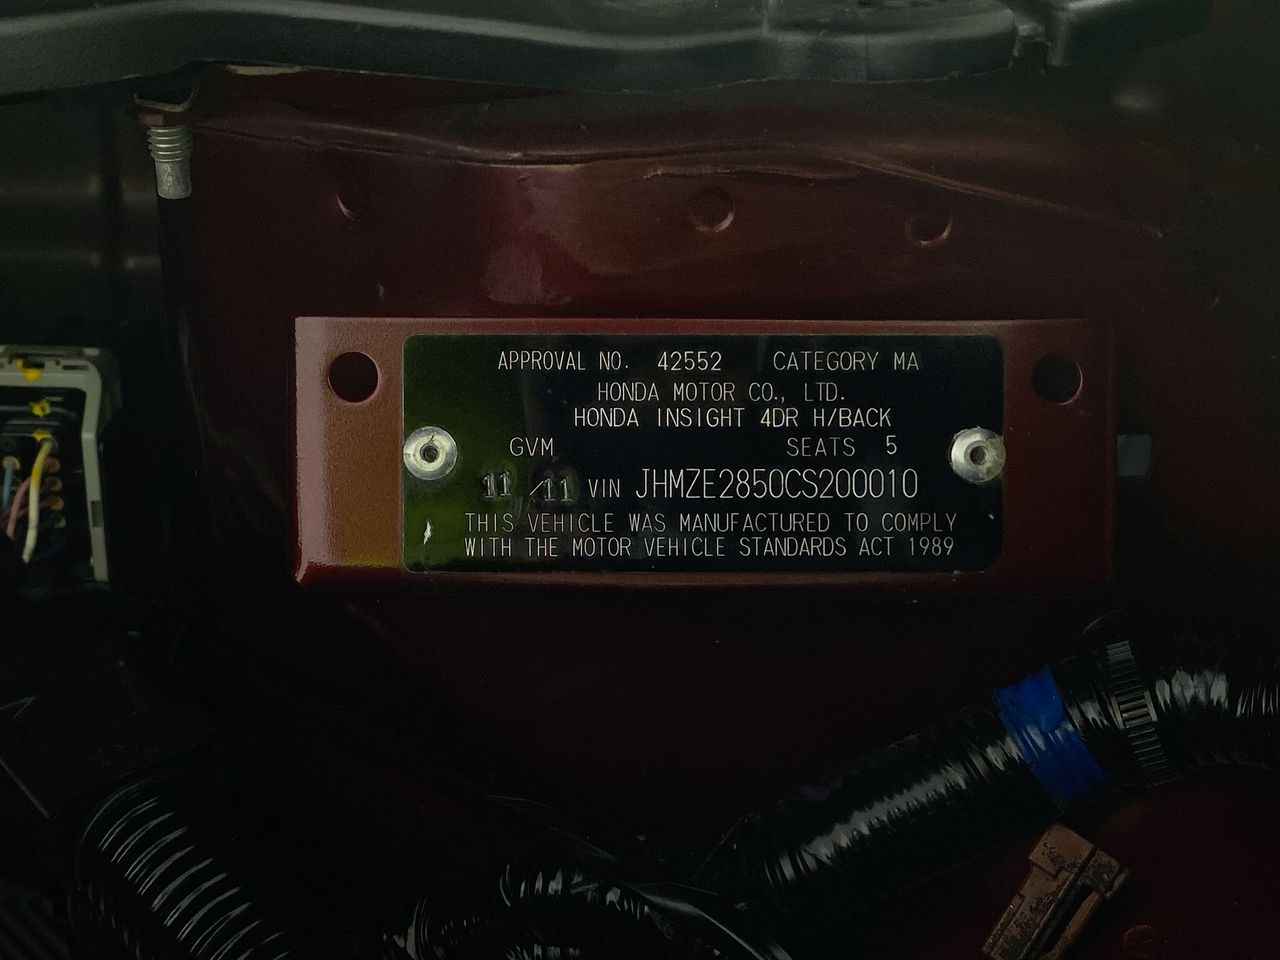 APPROVAL NO. 42552 CATEGORY MA
HONDA MOTOR CO., LTD.
HONDA INSIGHT 4DR H/BACK
GVM SEATS 5
11 /11 VIN JHMZE2850CS200010
THIS VEHICLE WAS MANUFACTURED TO COMPLY
WITH THE MOTOR VEHICLE STANDARDS ACT 1989